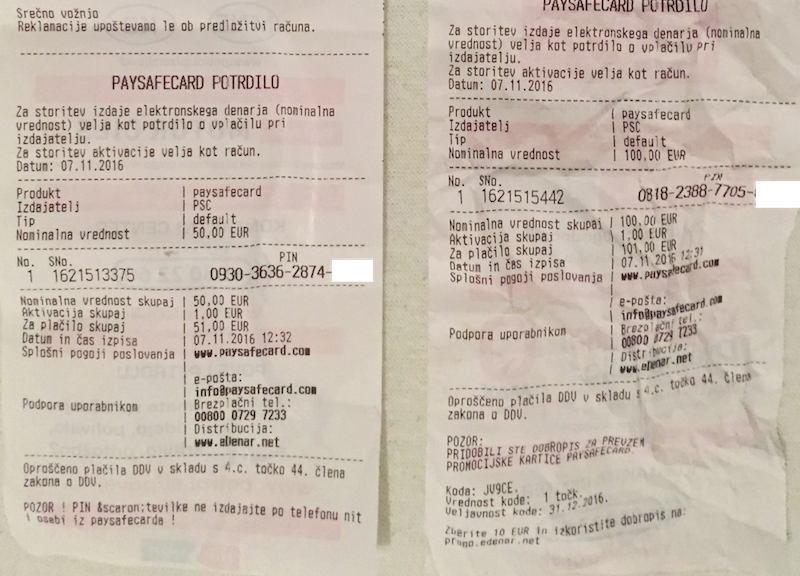 Srečno vožnjo
Reklamacije upoštevamo le ob predložitvi računa.
PAYSAFECARD POTRDILO
Za storitev izdaje elektronskega denarja (nominalna
vrednost) velja kot potrdilo o vplačilu pri
izdajatelju.
Za storitev aktivacije velja kot račun.
Datum: 07.11.2016
Produkt | paysafecard
Izdajatelj | PSC
Tip | default
Nominalna vrednost | 50,00 EUR
No. SNo. PIN
1 1621513375 0930-3636-2874-
Nominalna vrednost skupaj | 50,00 EUR
Aktivacija skupaj | 1,00 EUR
Za plačilo skupaj | 51,00 EUR
Datum in čas izpisa | 07.11.2016 12:32
Splošni pogoji poslovanja | www.paysafecard.com
| e-pošta:
| info@paysafecard.com
Podpora uporabnikom | Brezplačni tel.:
| 00800 0729 7233
| Distribucija:
| www.eDenar.net
Oproščeno plačila DDV v skladu s 4.c. točko 44. člena
zakona o DDV.
POZOR ! PIN &scaron;tevilke ne izdajajte po telefonu niti
osebi iz paysafecarda !
PAYSAFECARD POTRDILO
Za storitev izdaje elektronskega denarja (nominalna
vrednost) velja kot potrdilo o vplačilu pri
izdajatelju.
Za storitev aktivacije velja kot račun.
Datum: 07.11.2016
Produkt | paysafecard
Izdajatelj | PSC
Tip | default
Nominalna vrednost | 100,00 EUR
No. SNo. PIN
1 1621515442 0818-2388-7705-
Nominalna vrednost skupaj | 100,00 EUR
Aktivacija skupaj | 1,00 EUR
Za plačilo skupaj | 101,00 EUR
Datum in čas izpisa | 07.11.2016 12:31
Splošni pogoji poslovanja | www.paysafecard.com
| e-pošta:
| info@paysafecard.com
Podpora uporabnikom | Brezplačni tel.:
| 00800 0729 7233
| Distribucija:
| www.eDenar.net
Oproščeno plačila DDV v skladu s 4.c. točko 44. člena
zakona o DDV.
POZOR:
PRIDOBILI STE DOBROPIS ZA PREVZEM
PROMOCIJSKE KARTICE PAYSAFECARD.
Koda: JV9CE.
Vrednost kode: 1 točk.
Veljavnost kode: 31.12.2016.
Zberite 10 EUR in izkoristite dobropis na:
promo.edenar.net